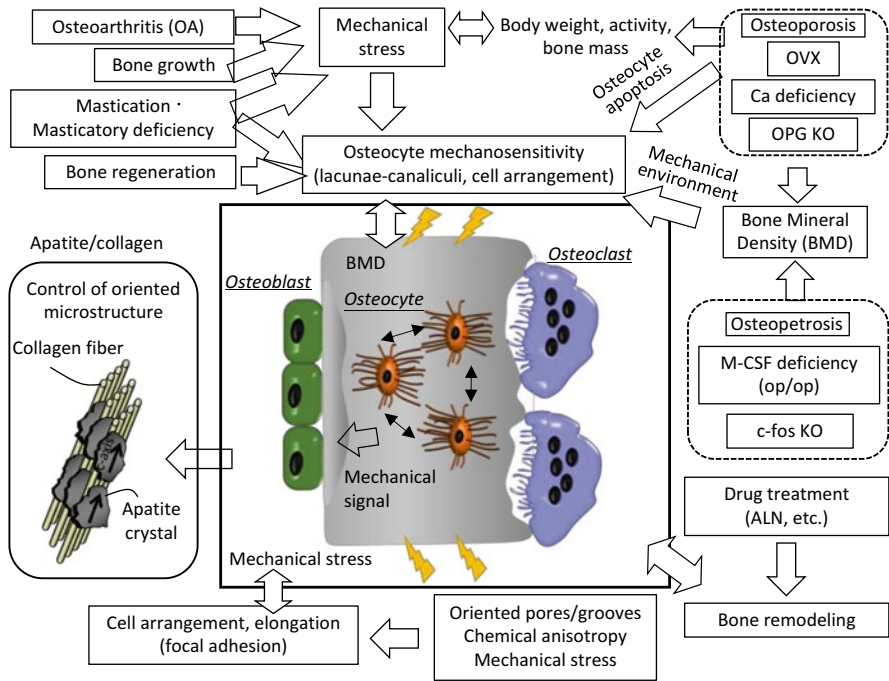 Osteoarthritis (OA)
Bone growth
Mastication・
Masticatory deficiency
Bone regeneration
Mechanical
stress
Body weight, activity,
bone mass
Osteocyte
apoptosis
Osteoporosis
OVX
Ca deficiency
OPG KO
Osteocyte mechanosensitivity
(lacunae-canaliculi, cell arrangement)
Mechanical
environment
Bone Mineral
Density (BMD)
Apatite/collagen
Control of oriented
microstructure
Collagen fiber
c-axis
Apatite
crystal
Osteoblast
BMD
Osteocyte
Osteoclast
Mechanical
signal
Mechanical stress
Osteopetrosis
M-CSF deficiency
(op/op)
c-fos KO
Drug treatment
(ALN, etc.)
Bone remodeling
Cell arrangement, elongation
(focal adhesion)
Oriented pores/grooves
Chemical anisotropy
Mechanical stress